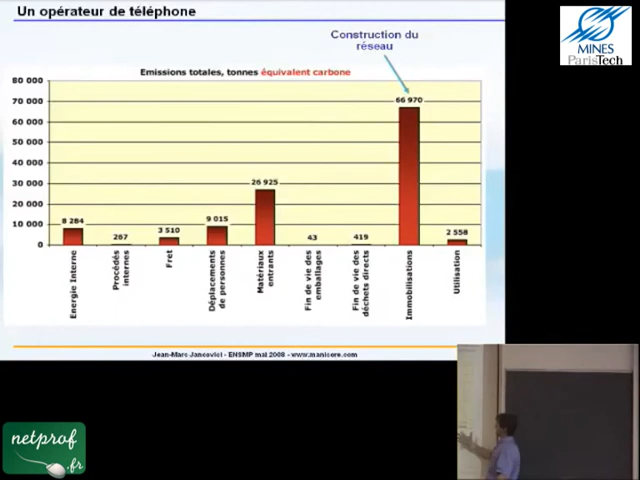 Un opérateur de téléphone
Construction du
réseau
MINES
ParisTech
Emissions totales, tonnes équivalent carbone
80 000
70 000
60 000
50 000
40 000
30 000
20 000
10 000
0
8 284
267
3 510
9 015
26 925
43
419
66 970
2 558
Energie Interne
Procédés
internes
Fret
Déplacements
de personnes
Matériaux
entrants
Fin de vie des
emballages
Fin de vie des
déchets directs
Immobilisations
Utilisation
Jean-Marc Jancovici - ENSMP mai 2008 - www.manicore.com
netprof
.fr